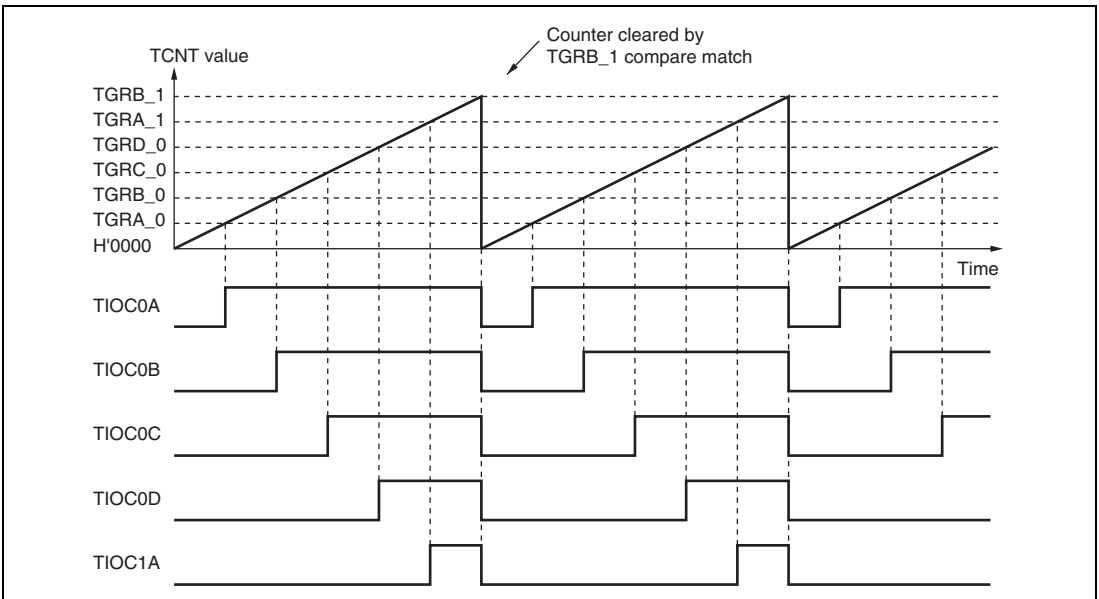 Counter cleared by
TGRB_1 compare match
TCNT value
TGRB_1
TGRA_1
TGRD_0
TGRC_0
TGRB_0
TGRA_0
H'0000
Time
TIOC0A
TIOC0B
TIOC0C
TIOC0D
TIOC1A